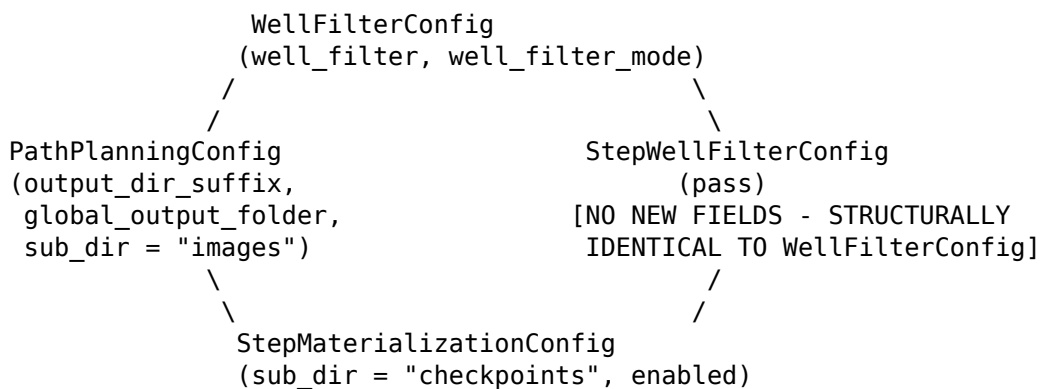 WellFilterConfig
(well_filter, well_filter_mode)
/ \
/ \
PathPlanningConfig StepWellFilterConfig
(output_dir_suffix, (pass)
global_output_folder, [NO NEW FIELDS - STRUCTURALLY
sub_dir = "images") IDENTICAL TO WellFilterConfig]
\ /
\ /
StepMaterializationConfig
(sub_dir = "checkpoints", enabled)